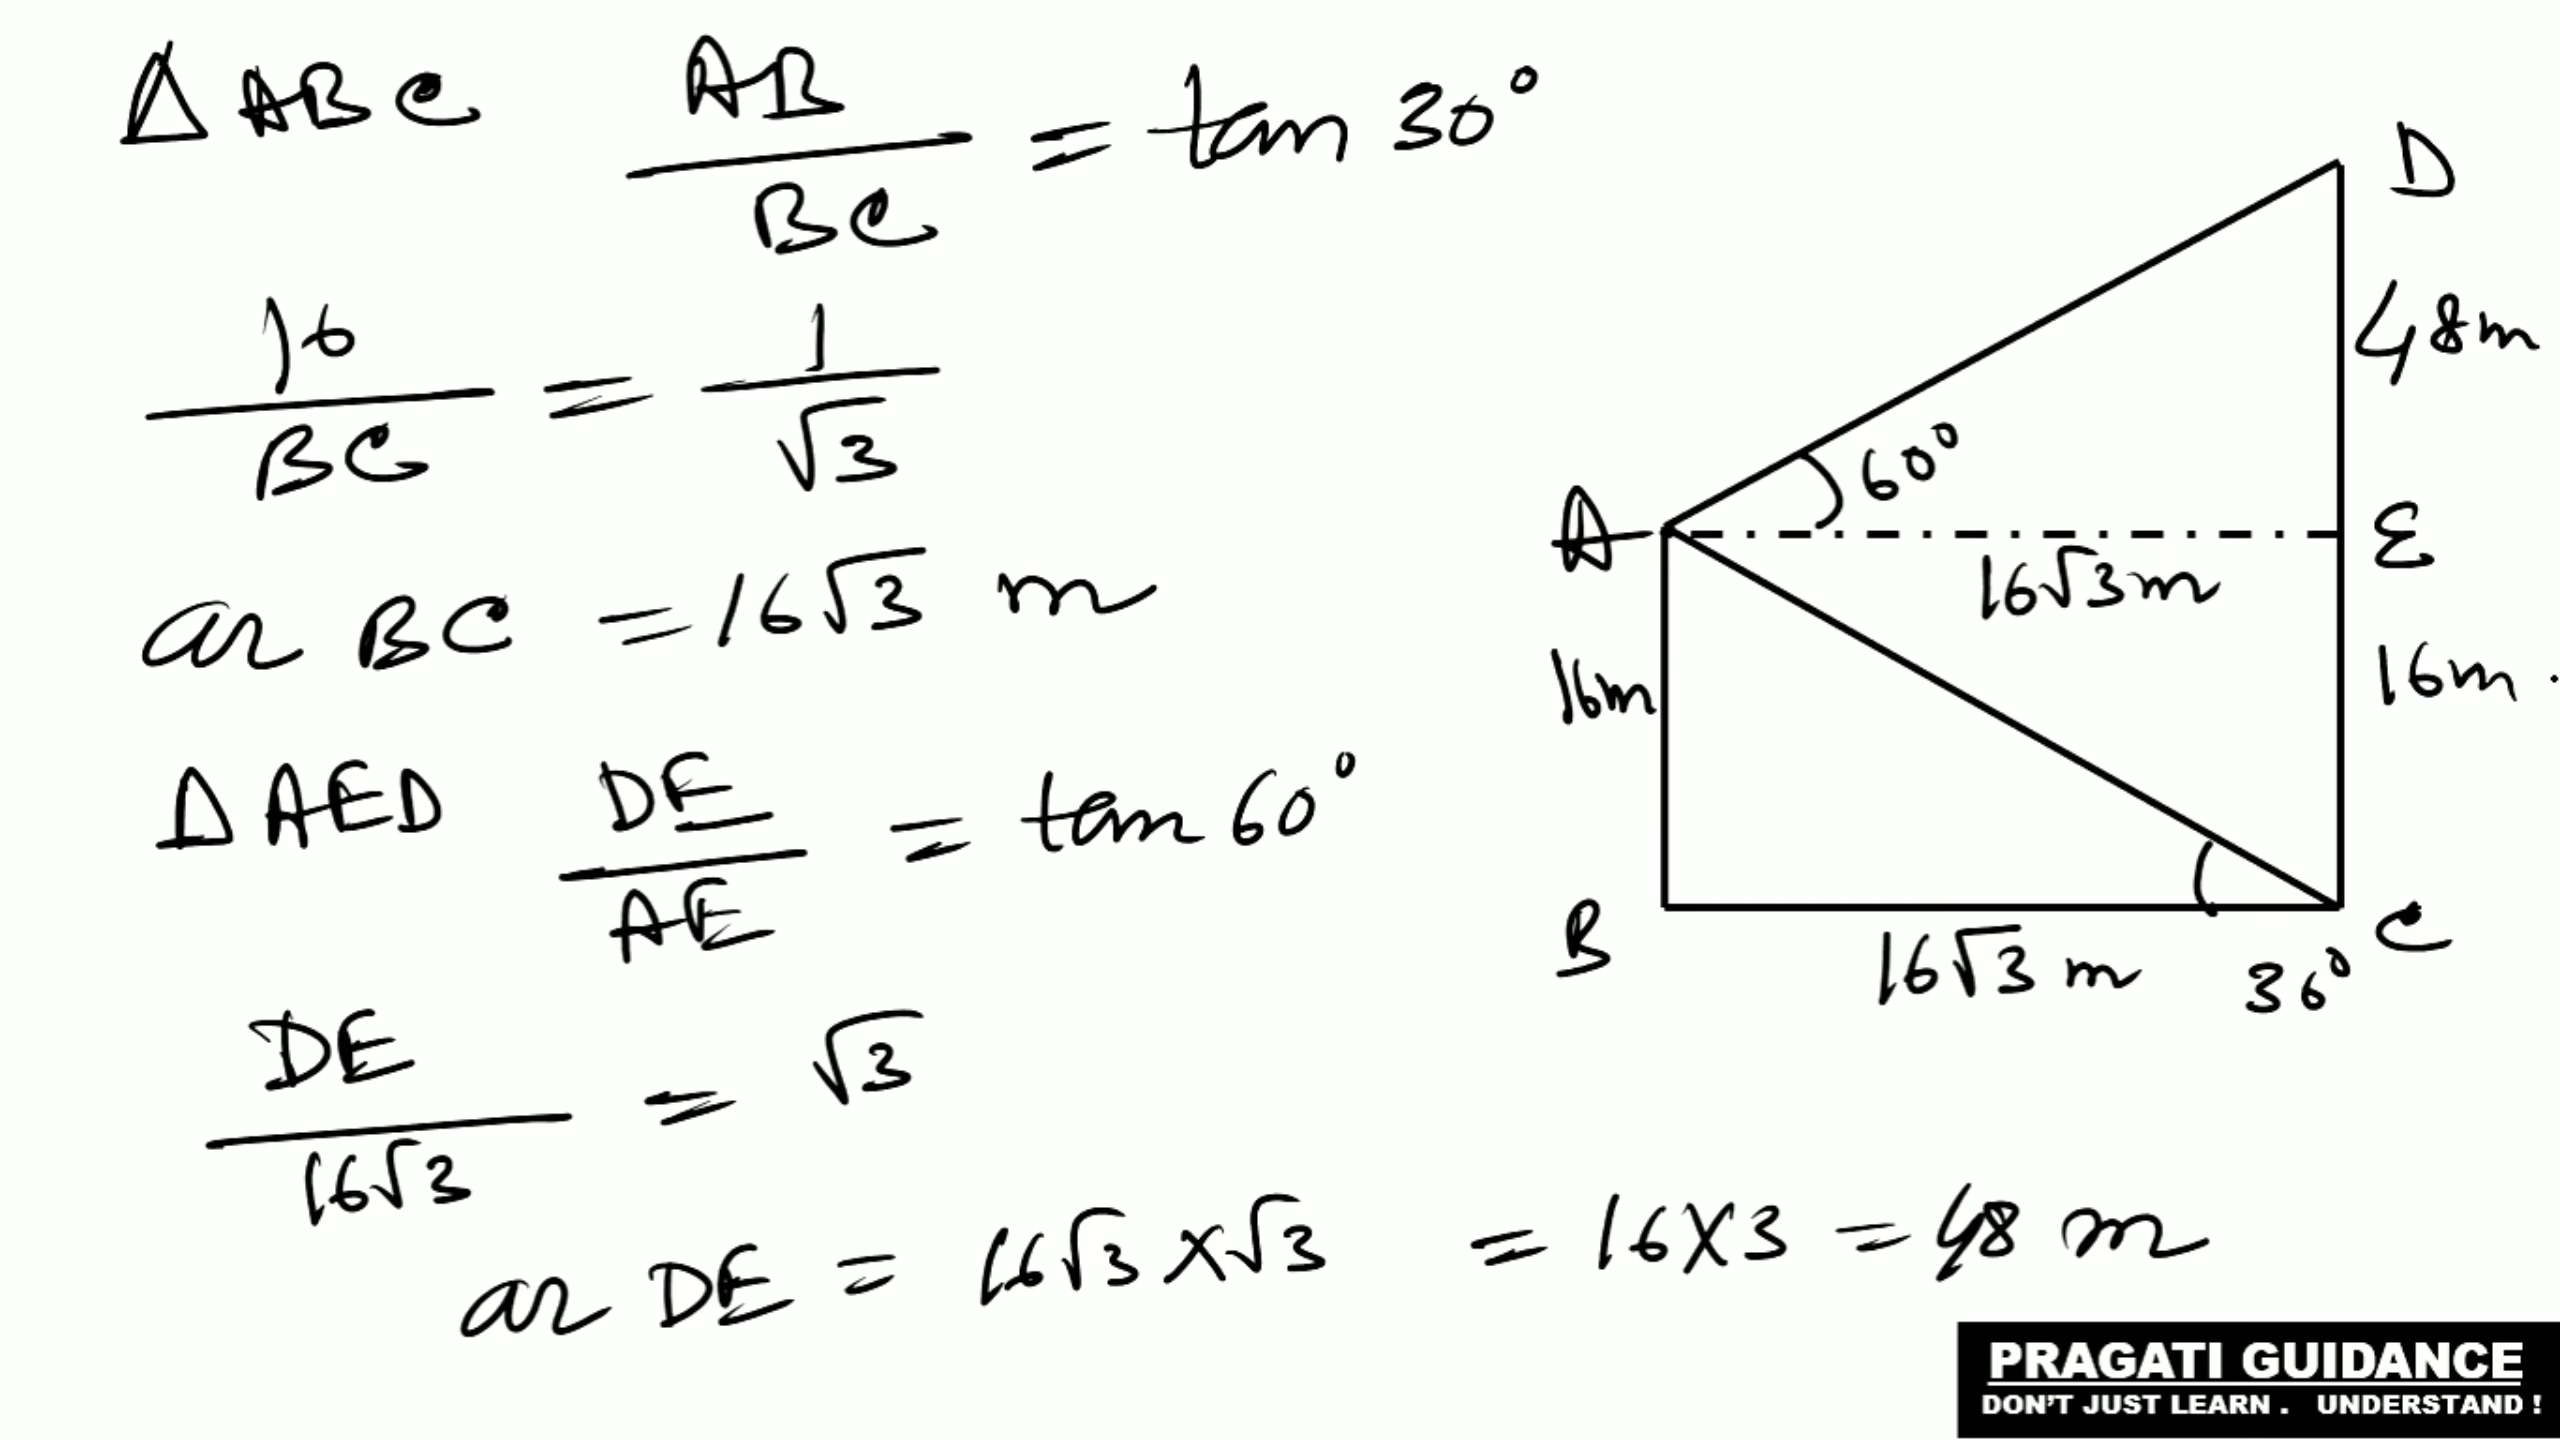 Δ ABC AB/BC = tan 30°
16/BC = 1/√3
or BC = 16√3 m
Δ AED DE/AE = tan 60°
DE/16√3 = √3
or DE = 16√3 × √3 = 16×3 = 48 m
D
48m
60°
A
E
16√3m
16m
16m
B
C
16√3 m
30°
PRAGATI GUIDANCE
DON'T JUST LEARN. UNDERSTAND!